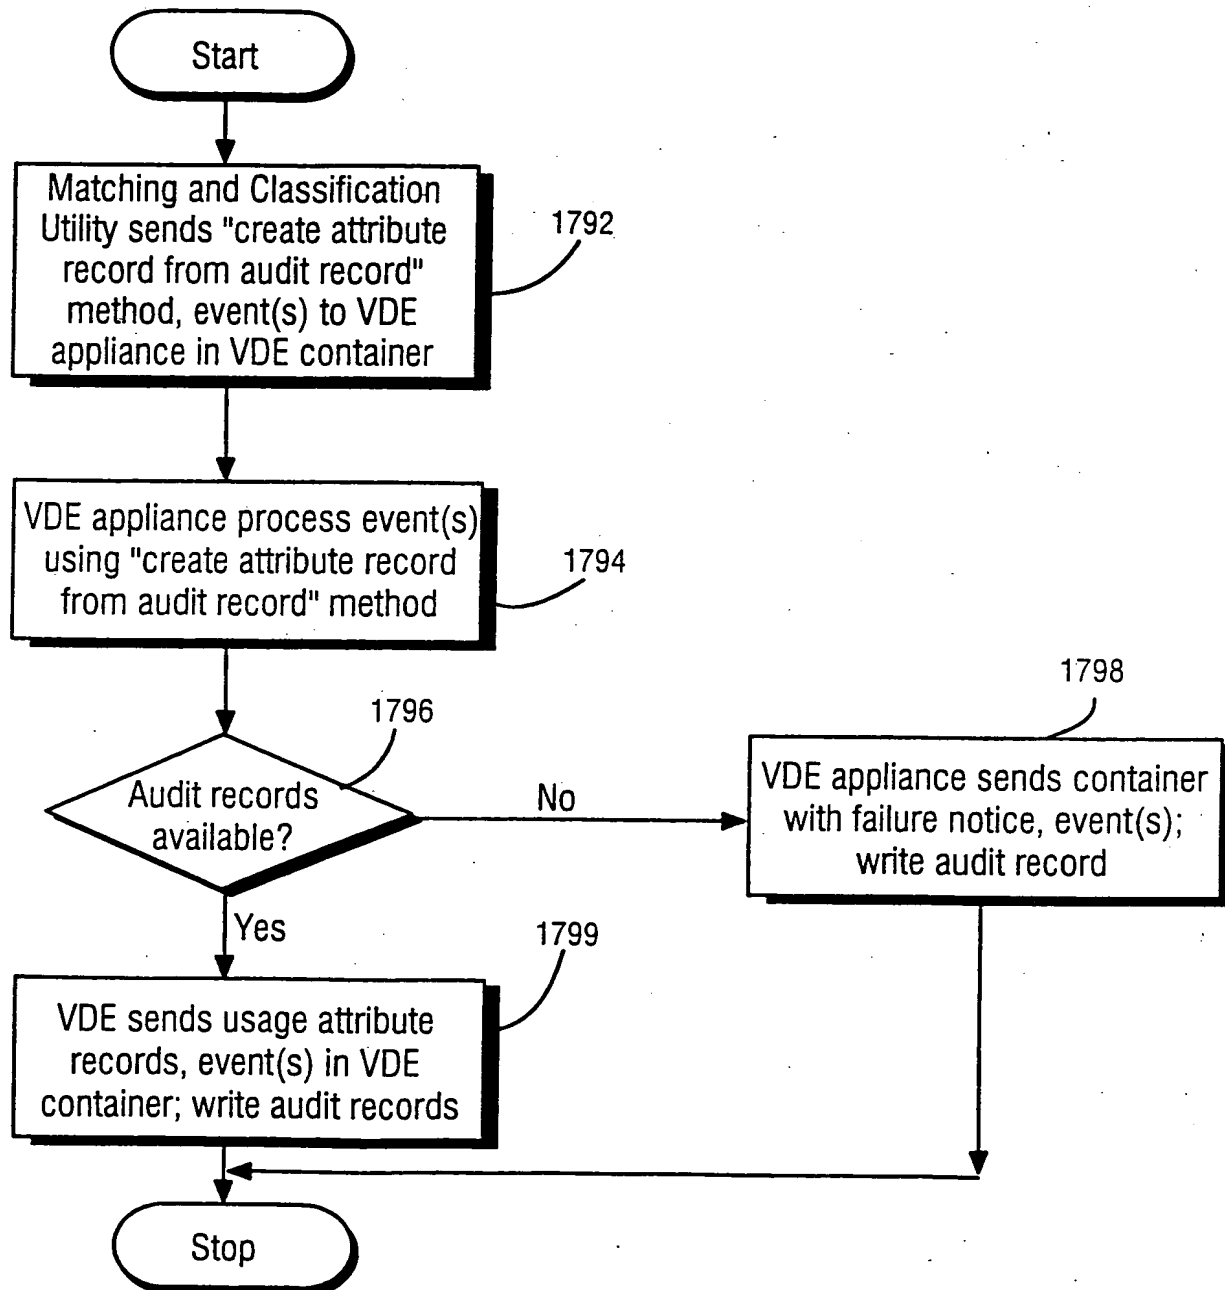 Start
Matching and Classification
Utility sends "create attribute
record from audit record"
method, event(s) to VDE
appliance in VDE container
1792
VDE appliance process event(s)
using "create attribute record
from audit record" method
1794
1796
Audit records
available?
No
1798
VDE appliance sends container
with failure notice, event(s);
write audit record
Yes
1799
VDE sends usage attribute
records, event(s) in VDE
container; write audit records
Stop